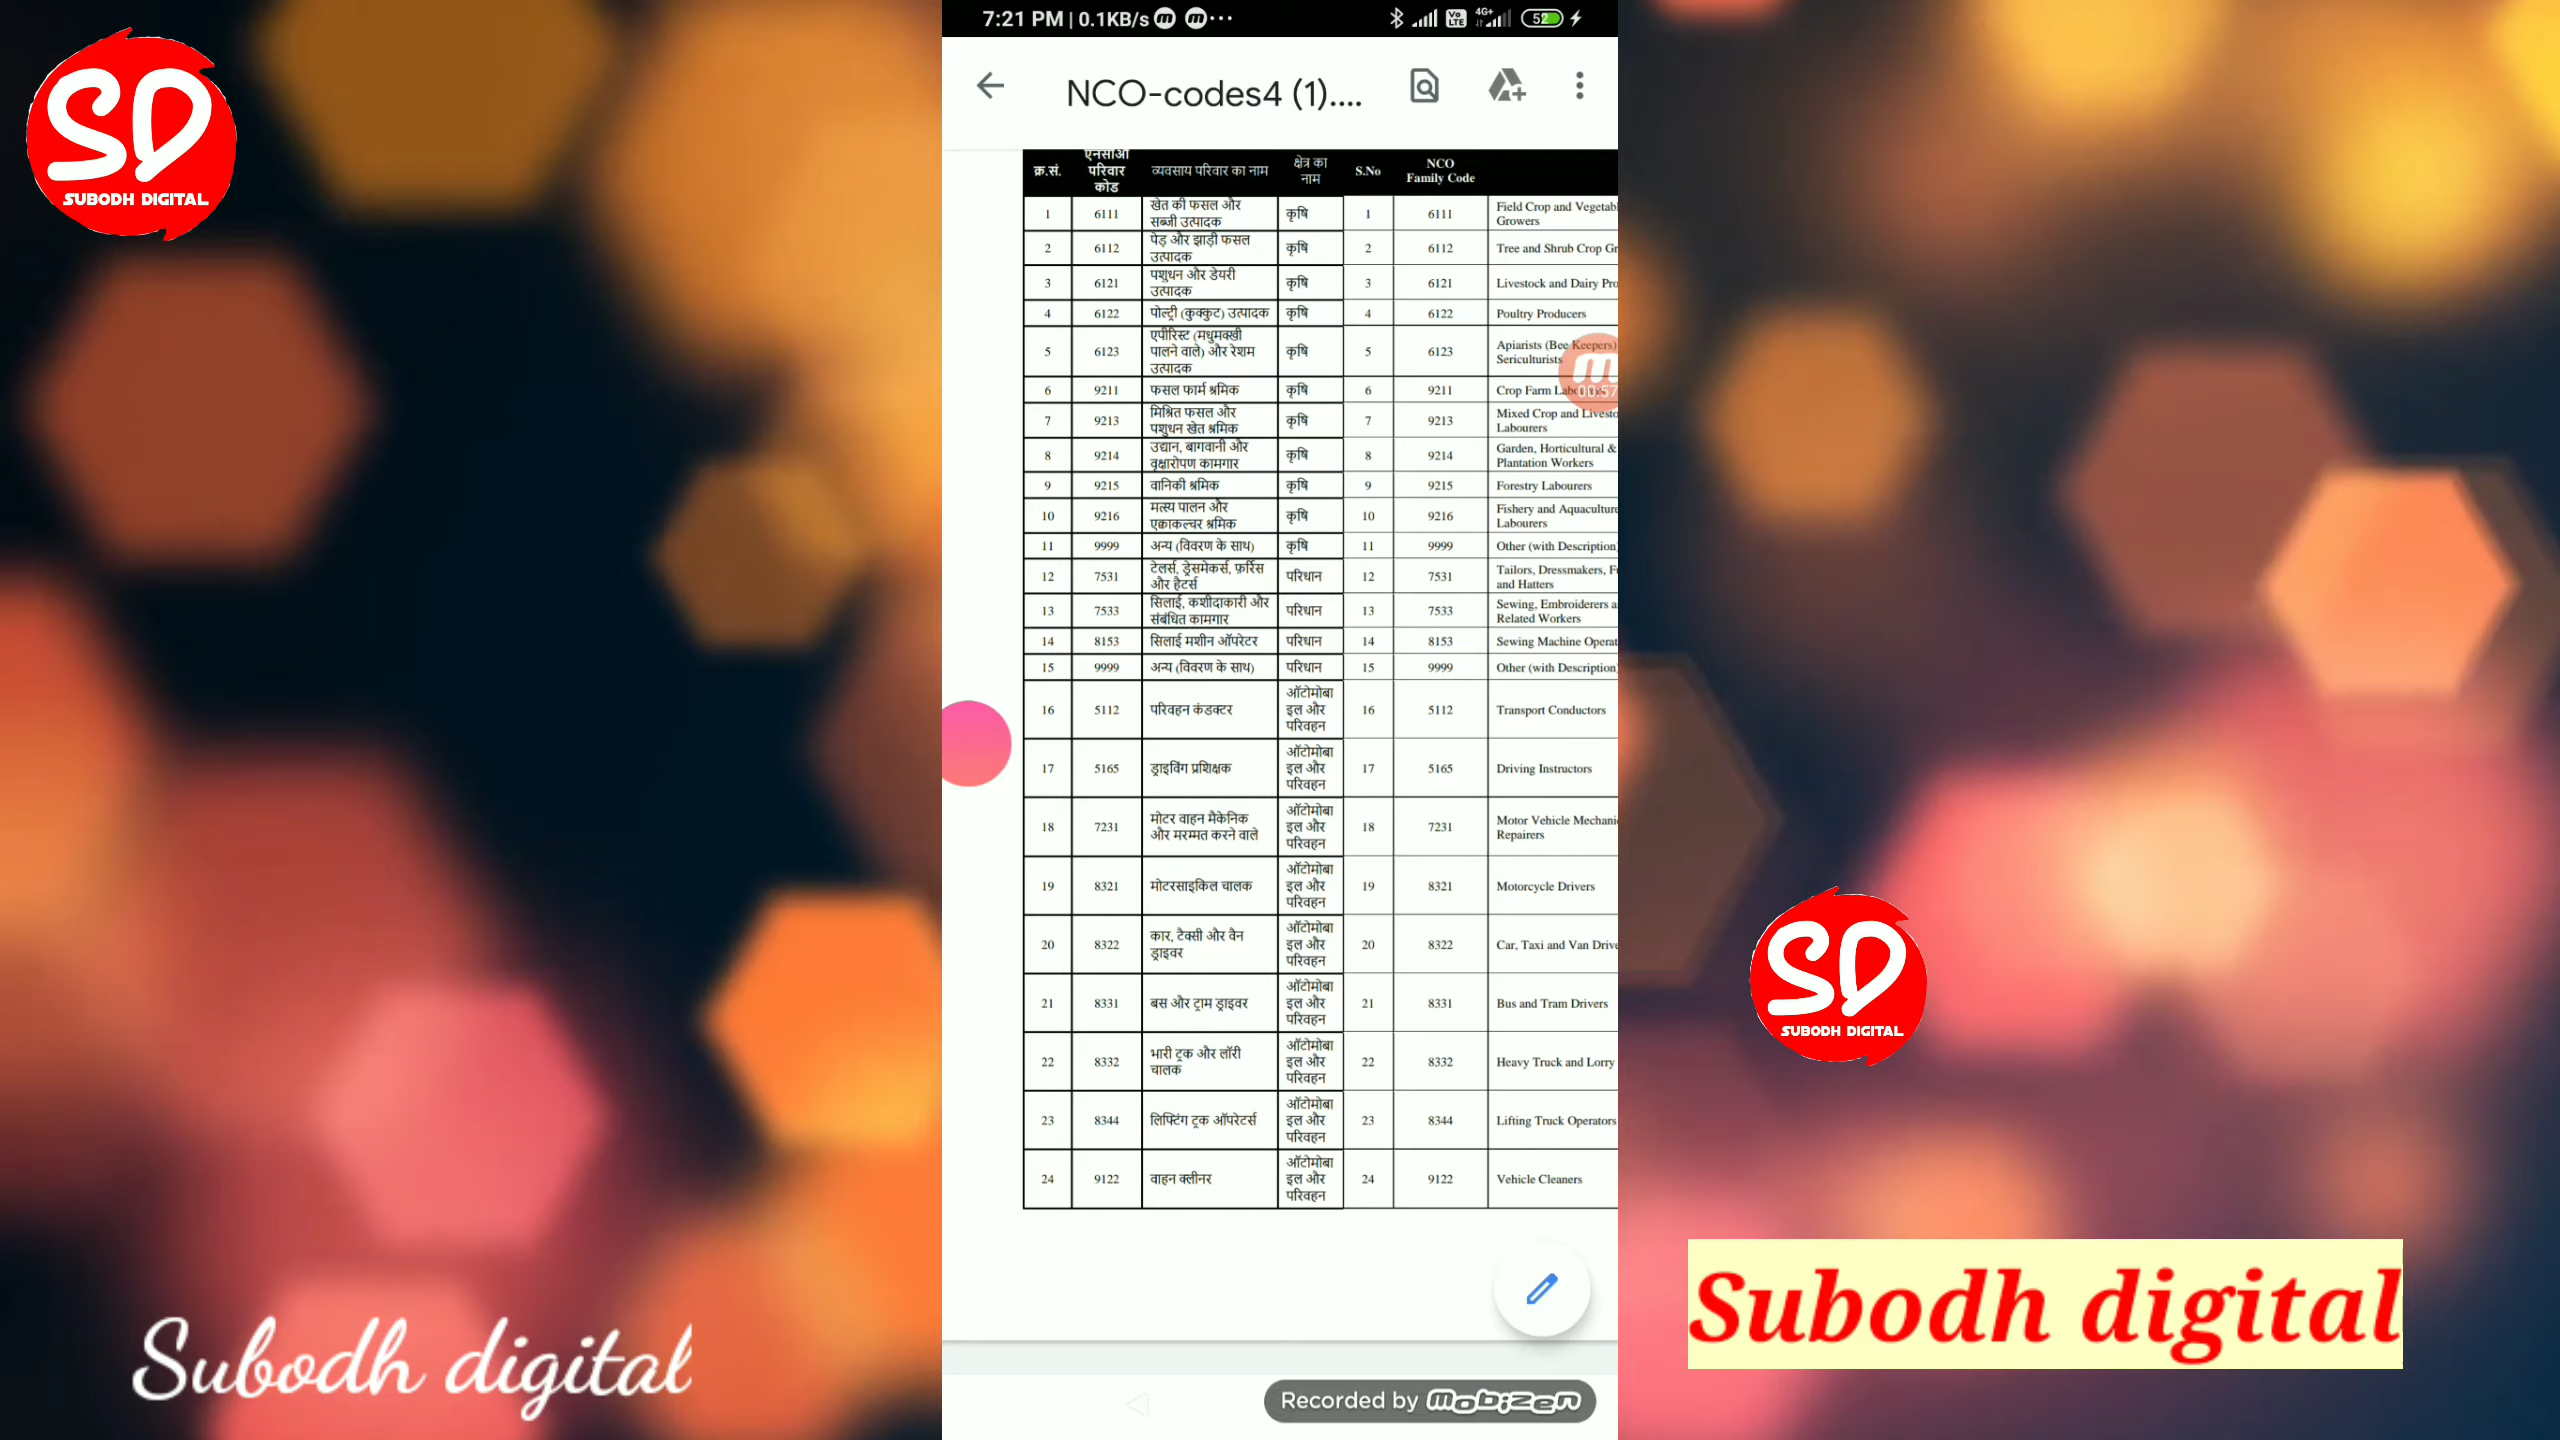 SD
SUBODH DIGITAL
7:21 PM | 0.1KB/s
52
NCO-codes4 (1)....
क्र.सं. एनसीओ परिवार कोड व्यवसाय परिवार का नाम क्षेत्र का नाम S.No NCO Family Code
1 6111 खेत की फसल और सब्जी उत्पादक कृषि 1 6111 Field Crop and Growers
2 6112 पेड़ और झाड़ी फसल उत्पादक कृषि 2 6112 Tree and Shrub Crop
3 6121 पशुधन और डेयरी उत्पादक कृषि 3 6121 Livestock and Dairy
4 6122 पोल्ट्री (कुक्कुट) उत्पादक कृषि 4 6122 Poultry Producers
5 6123 एपीरिस्ट (मधुमक्खी पालने वाले) और रेशम उत्पादक कृषि 5 6123 Apiarists (Bee Keepers) Sericulturists
6 9211 फसल फार्म श्रमिक कृषि 6 9211 Crop Farm
7 9213 मिश्रित फसल और पशुधन खेत श्रमिक कृषि 7 9213 Mixed Crop and Labourers
8 9214 उद्यान, बागवानी और वृक्षारोपण कामगार कृषि 8 9214 Garden, Horticultural & Plantation Workers
9 9215 वानिकी श्रमिक कृषि 9 9215 Forestry Labourers
10 9216 मत्स्य पालन और एक्वाकल्चर श्रमिक कृषि 10 9216 Fishery and Aquaculture Labourers
11 9999 अन्य (विवरण के साथ) कृषि 11 9999 Other (with Description)
12 7531 टेलर्स, ड्रेसमेकर्स, फ़र्रिस और हैटर्स परिधान 12 7531 Tailors, Dressmakers, and Hatters
13 7533 सिलाई, कशीदाकारी और संबंधित कामगार परिधान 13 7533 Sewing, Embroiderers Related Workers
14 8153 सिलाई मशीन ऑपरेटर परिधान 14 8153 Sewing Machine
15 9999 अन्य (विवरण के साथ) परिधान 15 9999 Other (with Description)
16 5112 परिवहन कंडक्टर ऑटोमोबाइल और परिवहन 16 5112 Transport Conductors
17 5165 ड्राइविंग प्रशिक्षक ऑटोमोबाइल और परिवहन 17 5165 Driving Instructors
18 7231 मोटर वाहन मैकेनिक और मरम्मत करने वाले ऑटोमोबाइल और परिवहन 18 7231 Motor Vehicle Repairers
19 8321 मोटरसाइकिल चालक ऑटोमोबाइल और परिवहन 19 8321 Motorcycle Drivers
20 8322 कार, टैक्सी और वैन ड्राइवर ऑटोमोबाइल और परिवहन 20 8322 Car, Taxi and Van
21 8331 बस और ट्राम ड्राइवर ऑटोमोबाइल और परिवहन 21 8331 Bus and Tram Drivers
22 8332 भारी ट्रक और लॉरी चालक ऑटोमोबाइल और परिवहन 22 8332 Heavy Truck and Lorry
23 8344 लिफ्टिंग ट्रक ऑपरेटर्स ऑटोमोबाइल और परिवहन 23 8344 Lifting Truck Operators
24 9122 वाहन क्लीनर ऑटोमोबाइल और परिवहन 24 9122 Vehicle Cleaners
00:57
SD
SUBODH DIGITAL
Subodh digital
Subodh digital
Recorded by mobizen